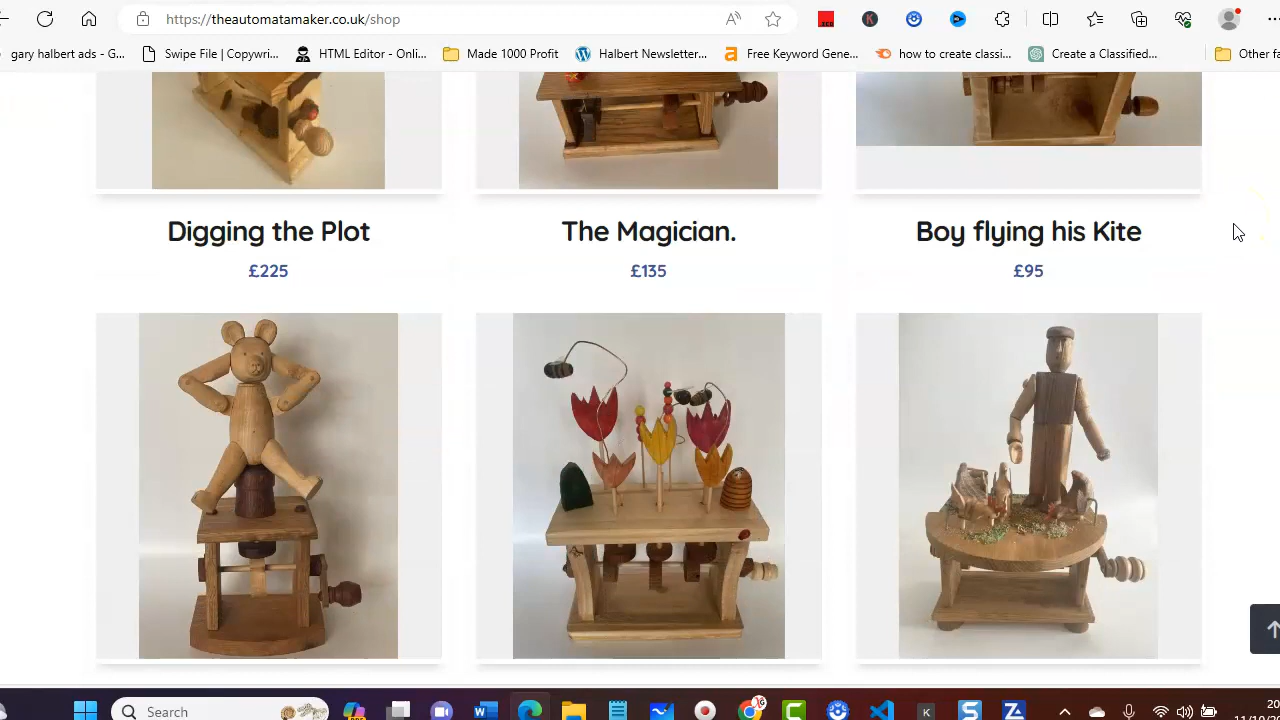 https://theautomatamaker.co.uk/shop
gary halbert ads - G...
Swipe File | Copywri...
HTML Editor - Onli...
Made 1000 Profit
Halbert Newsletter...
Free Keyword Gene...
how to create classi...
Create a Classified...
Other f
Digging the Plot
The Magician.
Boy flying his Kite
£225
£135
£95
Search
20